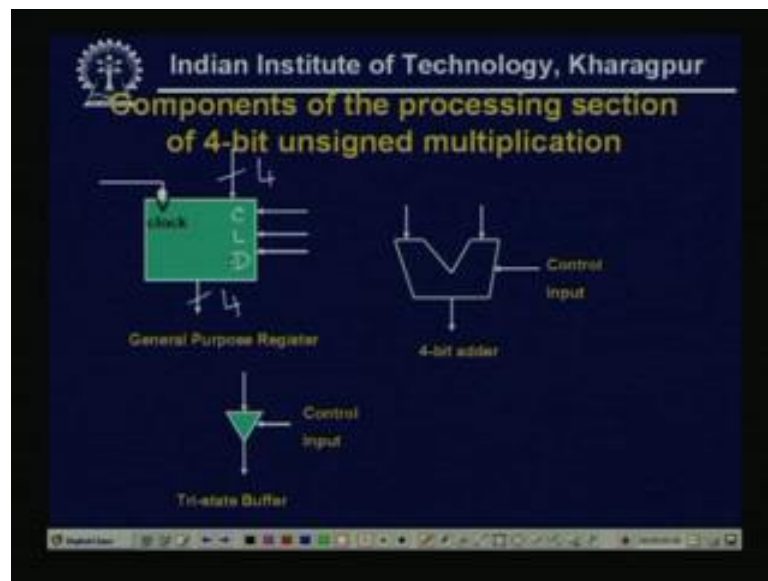 Indian Institute of Technology, Kharagpur
Components of the processing section
of 4-bit unsigned multiplication
4
clock
C
L
D
4
General Purpose Register
Control
Input
4-bit adder
Control
Input
Tri-state Buffer